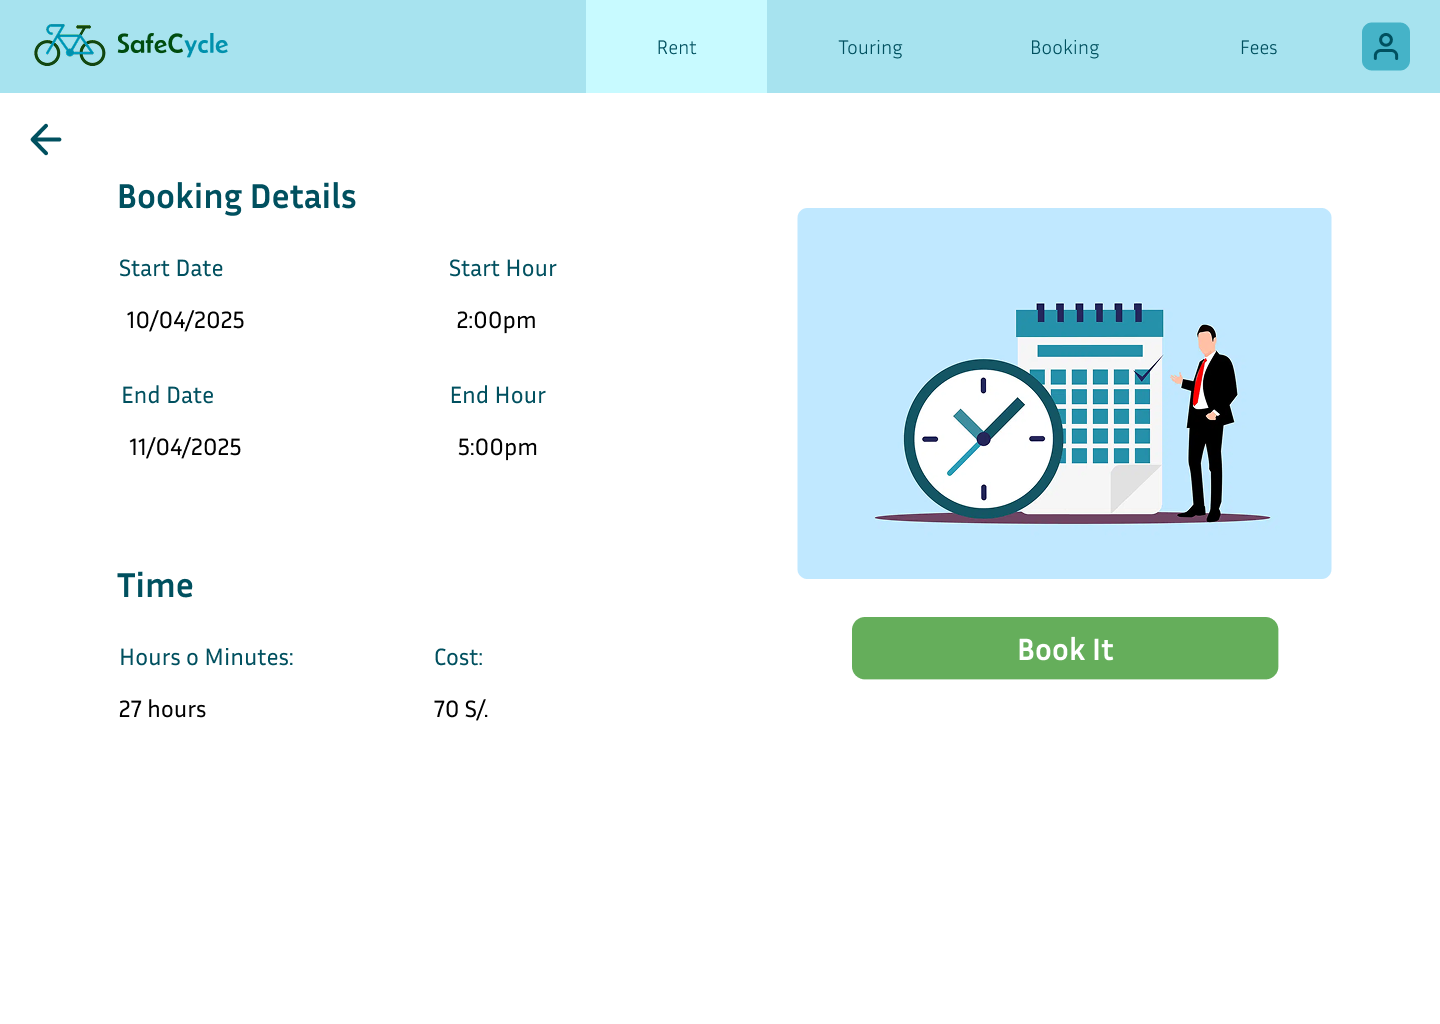 SafeCycle
Rent
Touring
Booking
Fees
Booking Details
Start Date
Start Hour
10/04/2025
2:00pm
End Date
End Hour
11/04/2025
5:00pm
Time
Hours o Minutes:
Cost:
27 hours
70 S/.
Book It